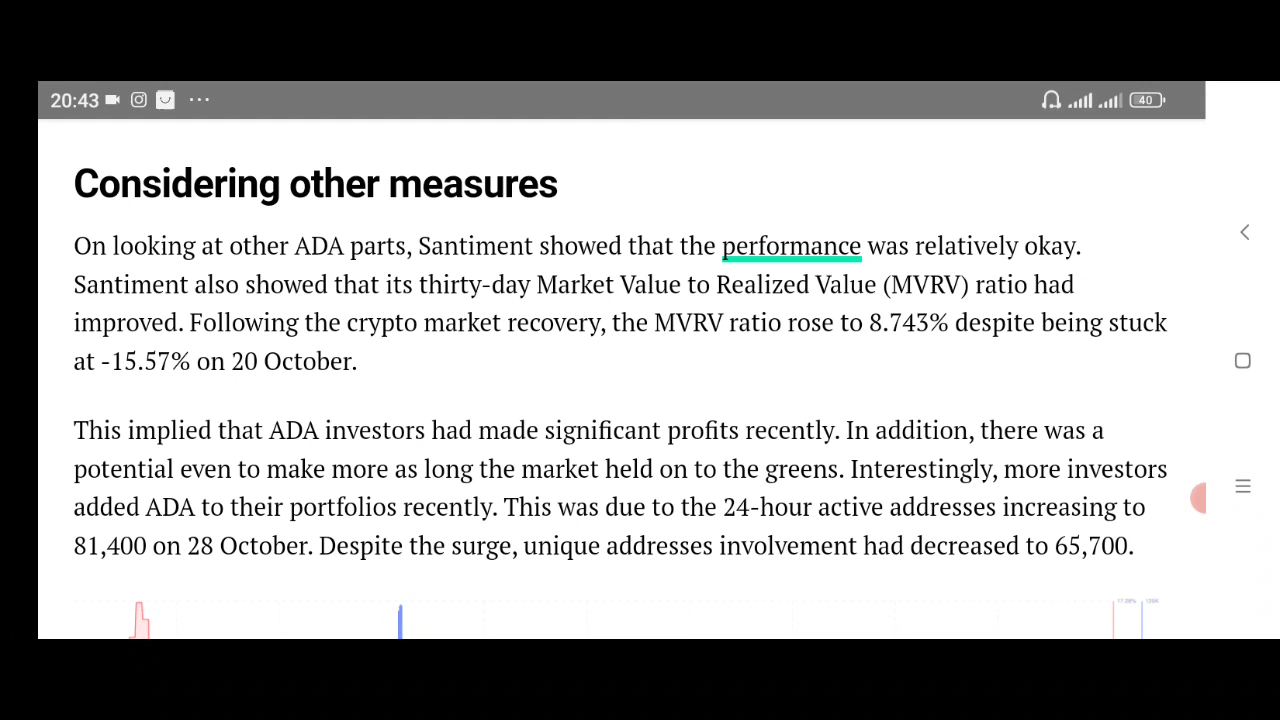 20:43
40
Considering other measures
On looking at other ADA parts, Santiment showed that the performance was relatively okay.
Santiment also showed that its thirty-day Market Value to Realized Value (MVRV) ratio had
improved. Following the crypto market recovery, the MVRV ratio rose to 8.743% despite being stuck
at -15.57% on 20 October.
This implied that ADA investors had made significant profits recently. In addition, there was a
potential even to make more as long the market held on to the greens. Interestingly, more investors
added ADA to their portfolios recently. This was due to the 24-hour active addresses increasing to
81,400 on 28 October. Despite the surge, unique addresses involvement had decreased to 65,700.